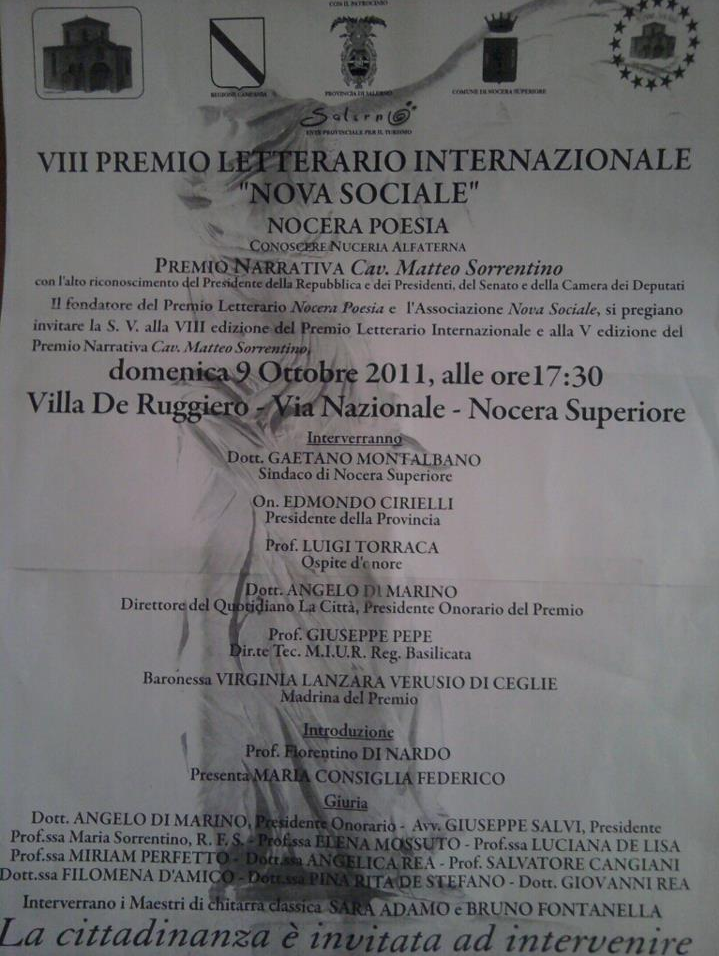 CON IL PATROCINIO
REGIONE CAMPANIA
PROVINCIA DI SALERNO
COMUNE DI NOCERA SUPERIORE
Salerno
ENTE PROVINCIALE PER IL TURISMO
VIII PREMIO LETTERARIO INTERNAZIONALE
"NOVA SOCIALE"
NOCERA POESIA
CONOSCERE NUCERIA ALFATERNA
PREMIO NARRATIVA Cav. Matteo Sorrentino
con l'alto riconoscimento del Presidente della Repubblica e dei Presidenti, del Senato e della Camera dei Deputati
Il fondatore del Premio Letterario Nocera Poesia e l'Associazione Nova Sociale, si pregiano
invitare la S. V. alla VIII edizione del Premio Letterario Internazionale e alla V edizione del
Premio Narrativa Cav. Matteo Sorrentino,
domenica 9 Ottobre 2011, alle ore17:30
Villa De Ruggiero - Via Nazionale - Nocera Superiore
Interverranno
Dott. GAETANO MONTALBANO
Sindaco di Nocera Superiore
On. EDMONDO CIRIELLI
Presidente della Provincia
Prof. LUIGI TORRACA
Ospite d'onore
Dott. ANGELO DI MARINO
Direttore del Quotidiano La Città, Presidente Onorario del Premio
Prof. GIUSEPPE PEPE
Dir.te Tec. M.I.U.R. Reg. Basilicata
Baronessa VIRGINIA LANZARA VERUSIO DI CEGLIE
Madrina del Premio
Introduzione
Prof. Fiorentino DI NARDO
Presenta MARIA CONSIGLIA FEDERICO
Giuria
Dott. ANGELO DI MARINO, Presidente Onorario - Avv. GIUSEPPE SALVI, Presidente
Prof.ssa Maria Sorrentino, R. F. S. - Prof.ssa ELENA MOSSUTO - Prof.ssa LUCIANA DE LISA
Prof.ssa MIRIAM PERFETTO - Dott.ssa ANGELICA REA - Prof. SALVATORE CANGIANI
Dott.ssa FILOMENA D'AMICO - Dott.ssa PINA RITA DE STEFANO - Dott. GIOVANNI REA
Interverrano i Maestri di chitarra classica SARA ADAMO e BRUNO FONTANELLA
La cittadinanza è invitata ad intervenire